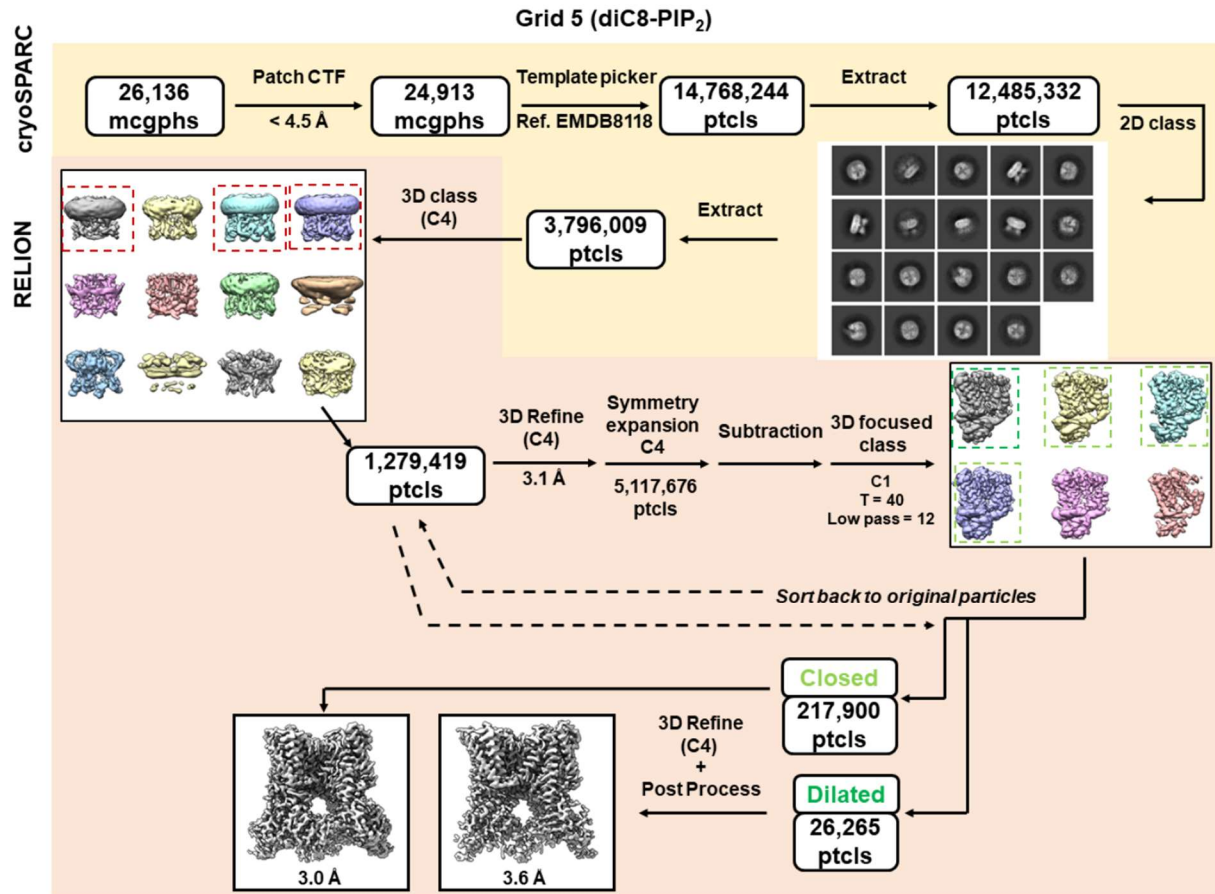 Grid 5 (diC8-PIP₂)
cryoSPARC
26,136
mcgphs
Patch CTF
< 4.5 Å
24,913
mcgphs
Template picker
Ref. EMDB8118
14,768,244
ptcls
Extract
12,485,332
ptcls
2D class
RELION
3D class
(C4)
3,796,009
ptcls
Extract
1,279,419
ptcls
3D Refine
(C4)
3.1 Å
Symmetry
expansion
C4
5,117,676
ptcls
Subtraction
3D focused
class
C1
T = 40
Low pass = 12
Sort back to original particles
Closed
217,900
ptcls
3D Refine
(C4)
+
Post Process
Dilated
26,265
ptcls
3.0 Å
3.6 Å